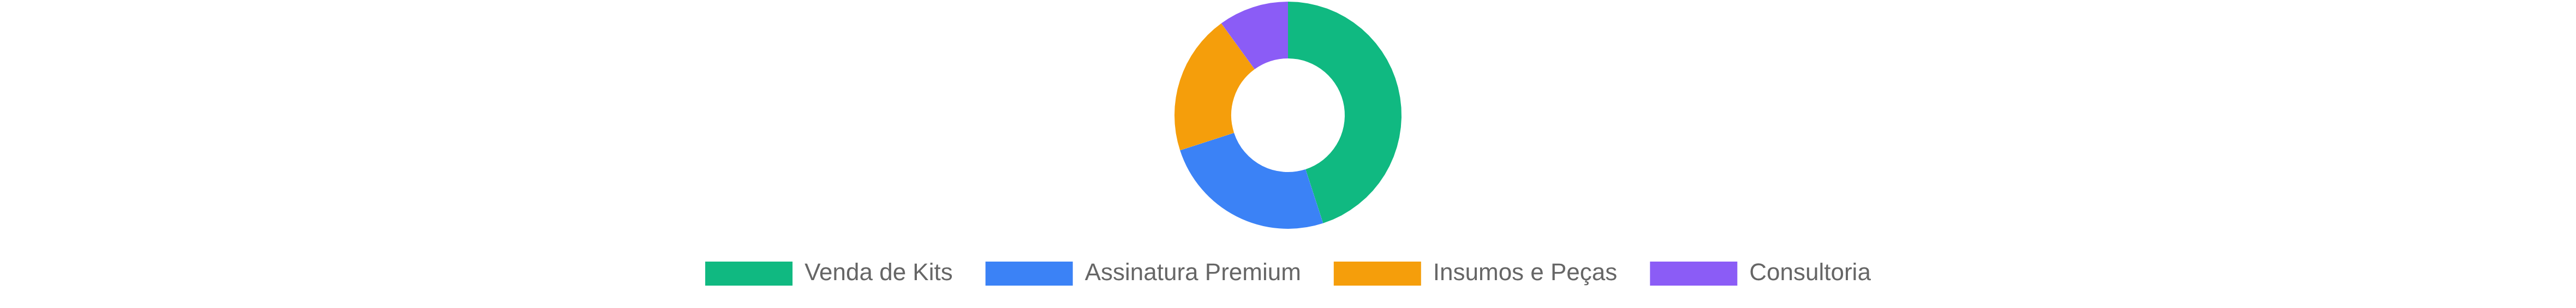 Venda de Kits Assinatura Premium Insumos e Peças Consultoria